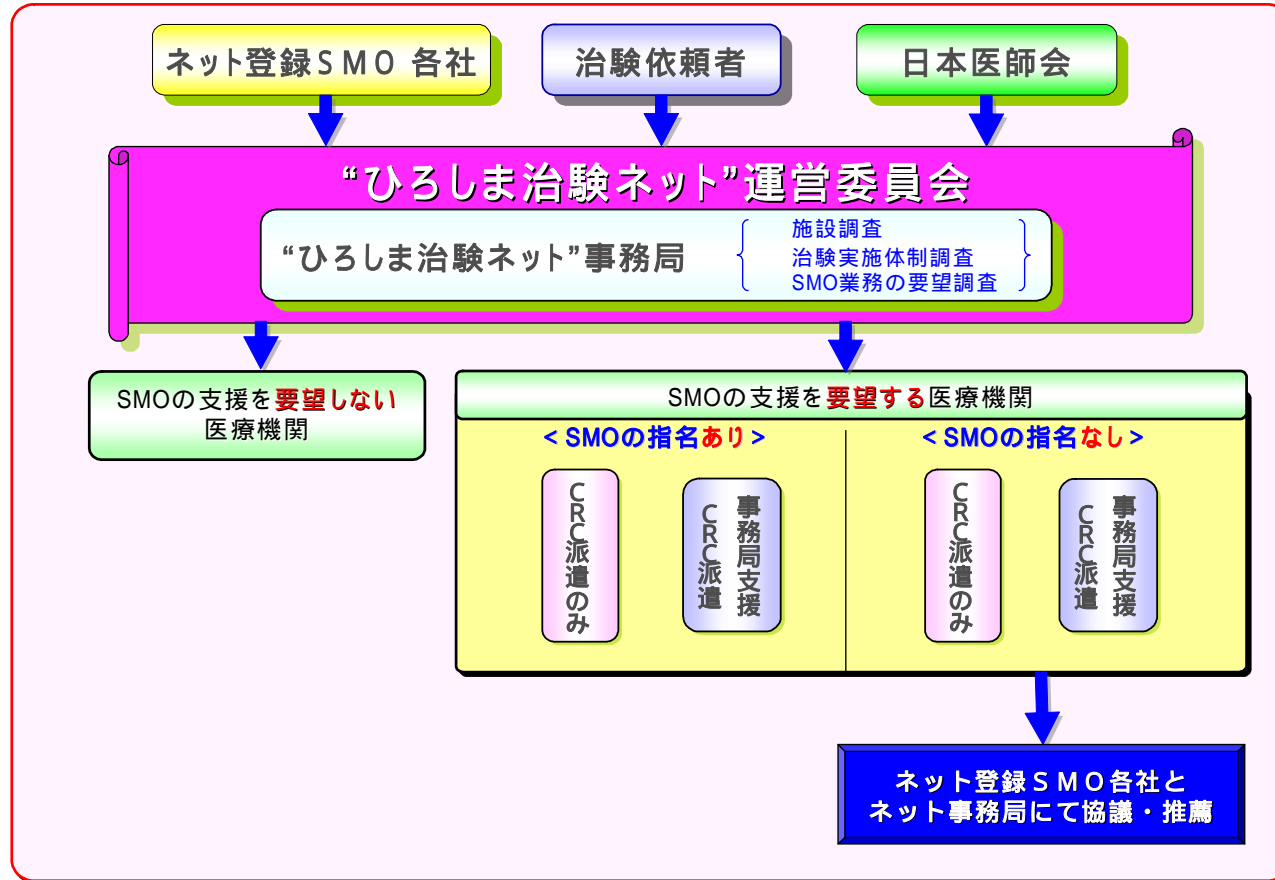 ネット登録SMO 各社
治験依頼者
日本医師会
“ひろしま治験ネット”運営委員会
“ひろしま治験ネット”事務局
施設調査
治験実施体制調査
SMO業務の要望調査
SMOの支援を要望しない
医療機関
SMOの支援を要望する医療機関
<SMOの指名あり>
<SMOの指名なし>
CRC派遣のみ
事務局支援
CRC派遣
CRC派遣のみ
事務局支援
CRC派遣
ネット登録SMO各社と
ネット事務局にて協議・推薦